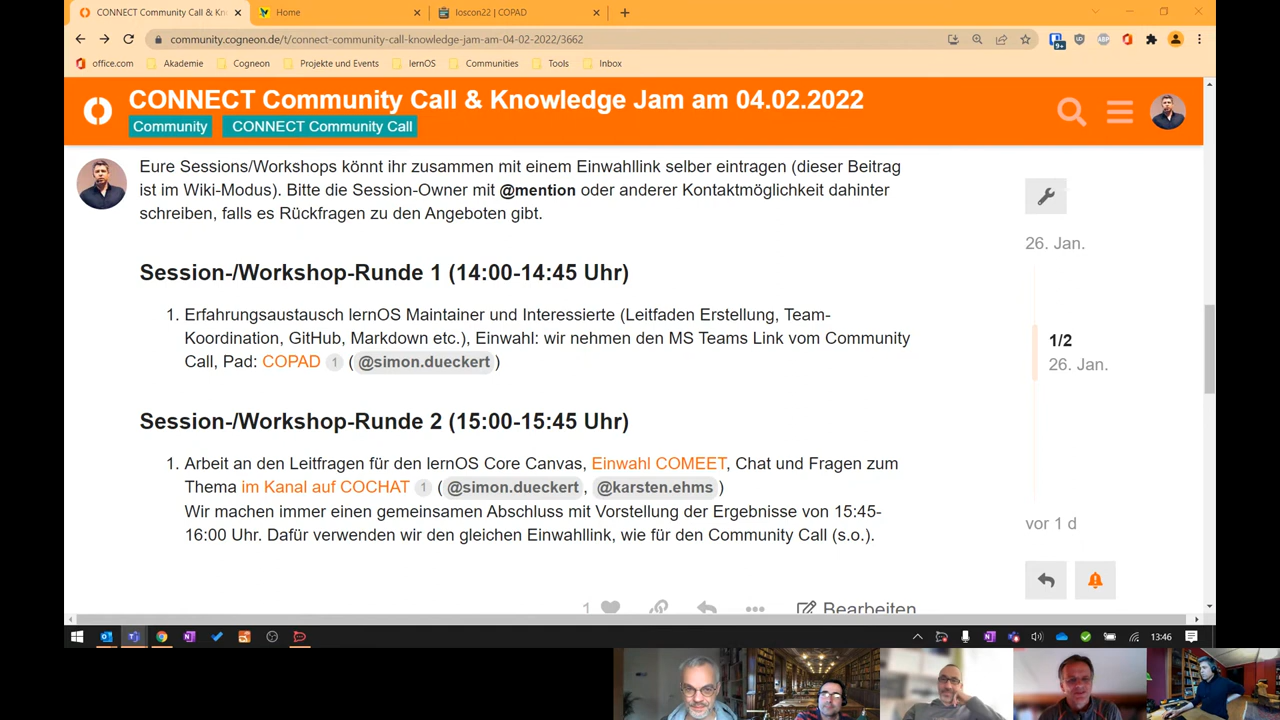 CONNECT Community Call & Kn
Home
loscon22 | COPAD
community.cogneon.de/t/connect-community-call-knowledge-jam-am-04-02-2022/3662
9+
ABP
office.com
Akademie
Cogneon
Projekte und Events
lernOS
Communities
Tools
Inbox
CONNECT Community Call & Knowledge Jam am 04.02.2022
Community
CONNECT Community Call
Eure Sessions/Workshops könnt ihr zusammen mit einem Einwahllink selber eintragen (dieser Beitrag
ist im Wiki-Modus). Bitte die Session-Owner mit @mention oder anderer Kontaktmöglichkeit dahinter
schreiben, falls es Rückfragen zu den Angeboten gibt.
Session-/Workshop-Runde 1 (14:00-14:45 Uhr)
1. Erfahrungsaustausch lernOS Maintainer und Interessierte (Leitfaden Erstellung, Team-
Koordination, GitHub, Markdown etc.), Einwahl: wir nehmen den MS Teams Link vom Community
Call, Pad: COPAD 1 ( @simon.dueckert )
Session-/Workshop-Runde 2 (15:00-15:45 Uhr)
1. Arbeit an den Leitfragen für den lernOS Core Canvas, Einwahl COMEET, Chat und Fragen zum
Thema im Kanal auf COCHAT 1 ( @simon.dueckert , @karsten.ehms )
Wir machen immer einen gemeinsamen Abschluss mit Vorstellung der Ergebnisse von 15:45-
16:00 Uhr. Dafür verwenden wir den gleichen Einwahllink, wie für den Community Call (s.o.).
26. Jan.
1/2
26. Jan.
vor 1 d
1
Bearbeiten
13:46